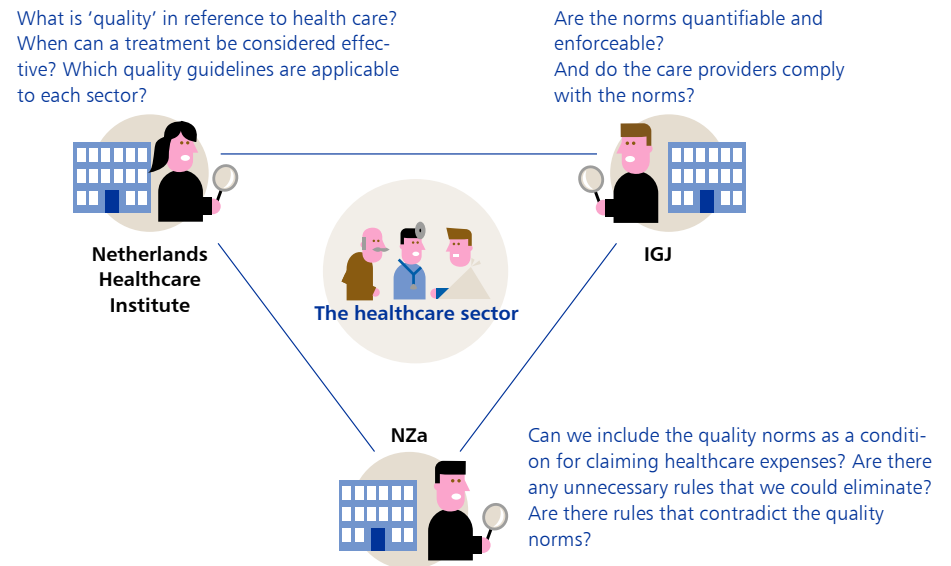 What is ‘quality’ in reference to health care?
When can a treatment be considered effec-
tive? Which quality guidelines are applicable
to each sector?
Are the norms quantifiable and
enforceable?
And do the care providers comply
with the norms?
Netherlands
Healthcare
Institute
IGJ
The healthcare sector
NZa
Can we include the quality norms as a conditi-
on for claiming healthcare expenses? Are there
any unnecessary rules that we could eliminate?
Are there rules that contradict the quality
norms?